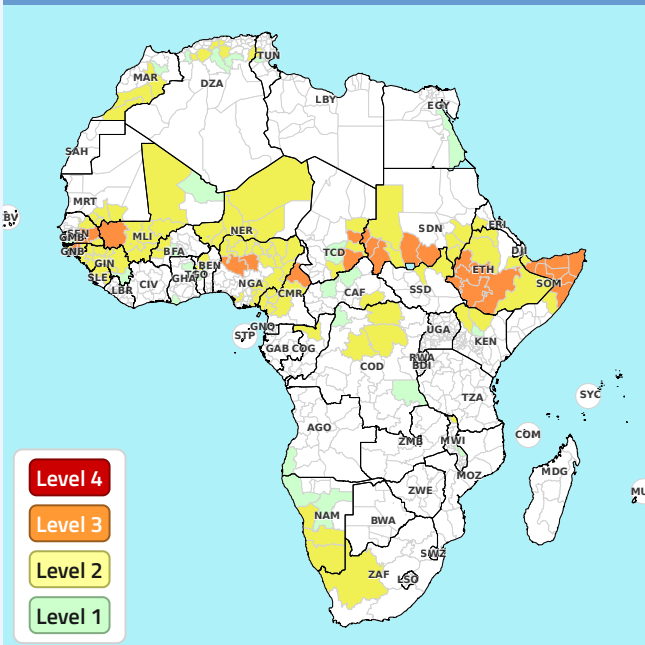 TUN
MAR
DZA
LBY
EGY
SAH
MRT
SEN
GMB
GNB
MLI
NER
SDN
ERI
TCD
DJI
BFA
GIN
BEN
TGO
SLE
GHA
CIV
LBR
NGA
CMR
CAF
SSD
ETH
SOM
GNQ
STP
GAB
COG
UGA
KEN
RWA
BDI
COD
TZA
SYC
AGO
ZMB
MWI
COM
MOZ
MDG
ZWE
NAM
BWA
MU
SWZ
ZAF
LSO
Level 4
Level 3
Level 2
Level 1